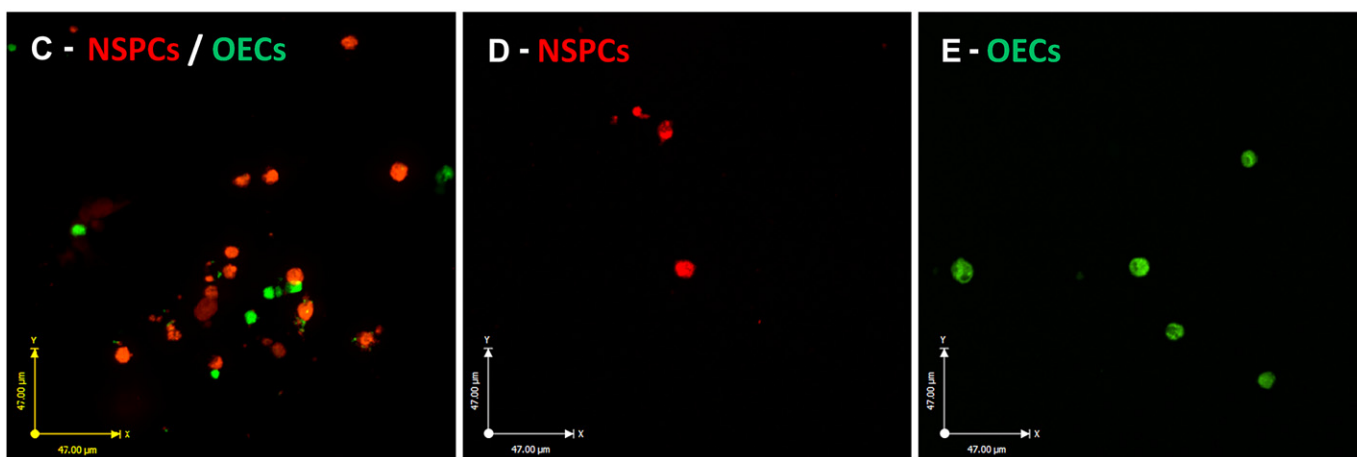 C - NSPCs / OECs
Y
47.00 µm
X
47.00 µm
D - NSPCs
Y
47.00 µm
X
47.00 µm
E - OECs
Y
47.00 µm
X
47.00 µm